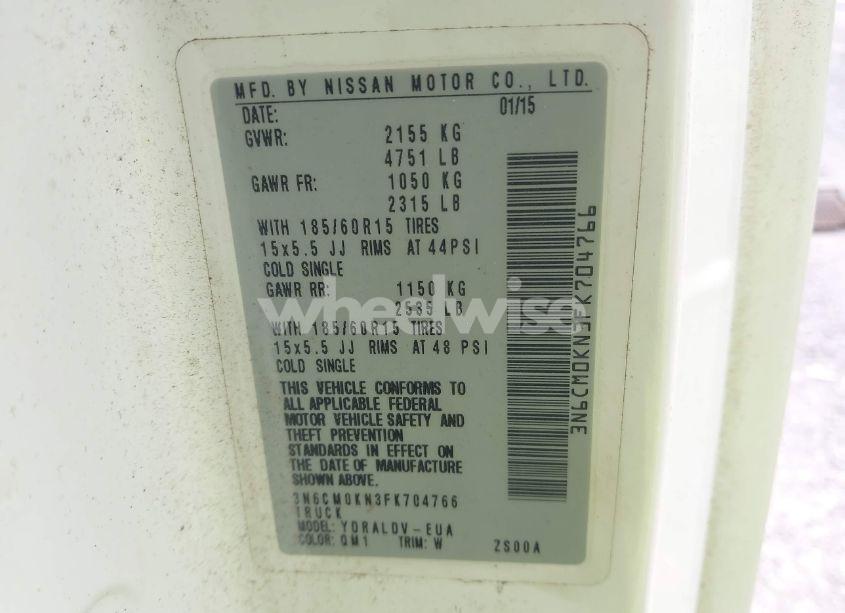 MFD. BY NISSAN MOTOR CO., LTD.
DATE: 01/15
GVWR: 2155 KG
4751 LB
GAWR FR: 1050 KG
2315 LB
WITH 185/60R15 TIRES
15x5.5 JJ RIMS AT 44PSI
COLD SINGLE
GAWR RR: 1150 KG
2535 LB
WITH 185/60R15 TIRES
15x5.5 JJ RIMS AT 48 PSI
COLD SINGLE
THIS VEHICLE CONFORMS TO
ALL APPLICABLE FEDERAL
MOTOR VEHICLE SAFETY AND
THEFT PREVENTION
STANDARDS IN EFFECT ON
THE DATE OF MANUFACTURE
SHOWN ABOVE.
3N6CM0KN3FK704766
TRUCK
MODEL: YDRALDV-EUA
COLOR: QM1 TRIM: W ZS00A
3N6CM0KN3FK704766
wheelwise